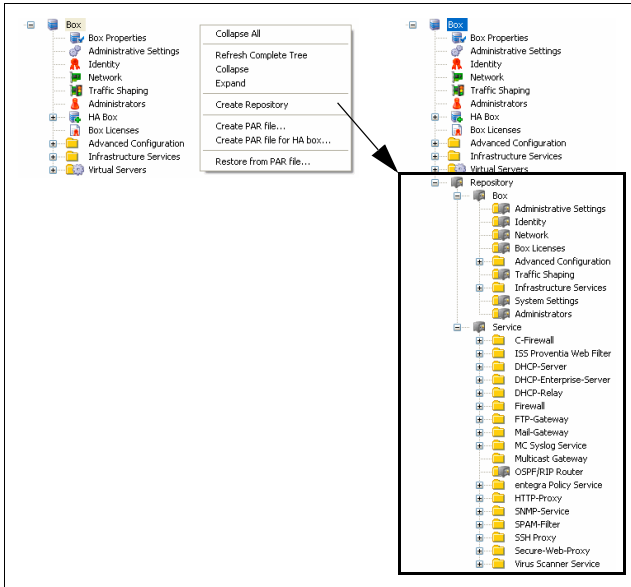 Box
Box Properties
Administrative Settings
Identity
Network
Traffic Shaping
Administrators
HA Box
Box Licenses
Advanced Configuration
Infrastructure Services
Virtual Servers
Collapse All
Refresh Complete Tree
Collapse
Expand
Create Repository
Create PAR file...
Create PAR file for HA box...
Restore from PAR file...
Box
Box Properties
Administrative Settings
Identity
Network
Traffic Shaping
Administrators
HA Box
Box Licenses
Advanced Configuration
Infrastructure Services
Virtual Servers
Repository
Box
Administrative Settings
Identity
Network
Box Licenses
Advanced Configuration
Traffic Shaping
Infrastructure Services
System Settings
Administrators
Service
C-Firewall
ISS Proventia Web Filter
DHCP-Server
DHCP-Enterprise-Server
DHCP-Relay
Firewall
FTP-Gateway
Mail-Gateway
MC Syslog Service
Multicast Gateway
OSPF/RIP Router
entegra Policy Service
HTTP-Proxy
SNMP-Service
SPAM-Filter
SSH Proxy
Secure-Web-Proxy
Virus Scanner Service